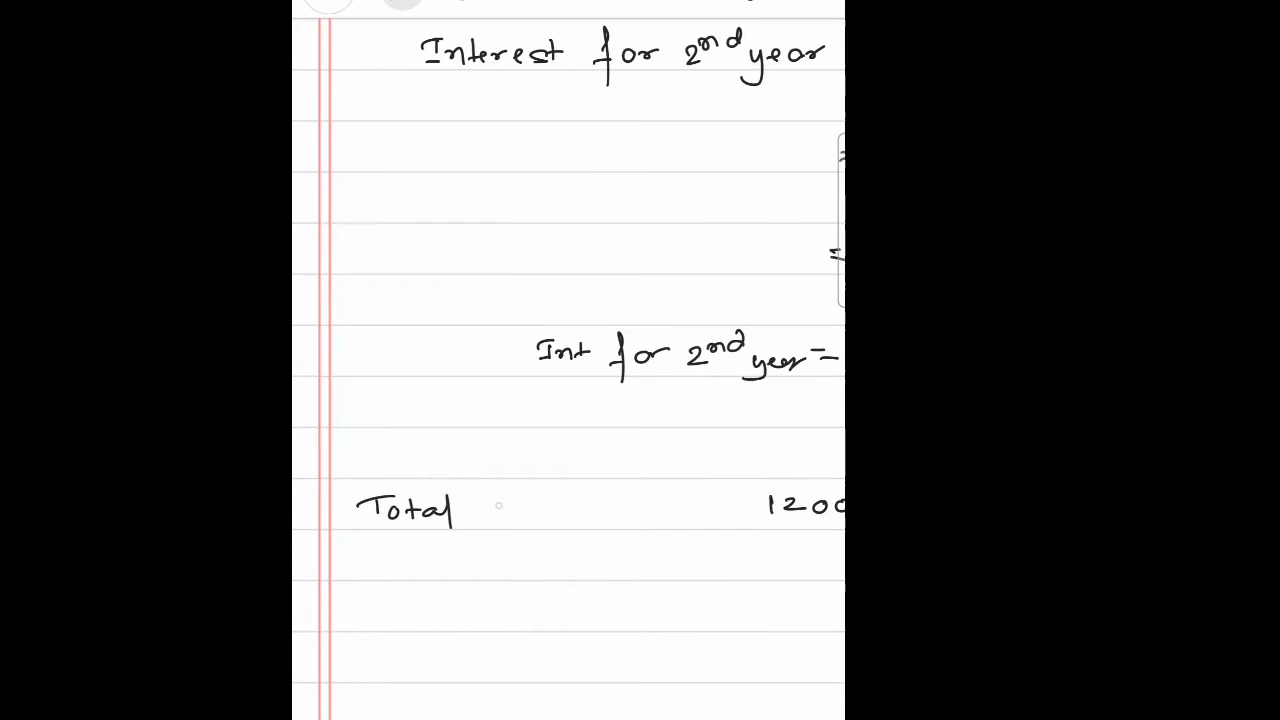 Interest for 2nd year
=
=
Int for 2nd year =
Total 1200